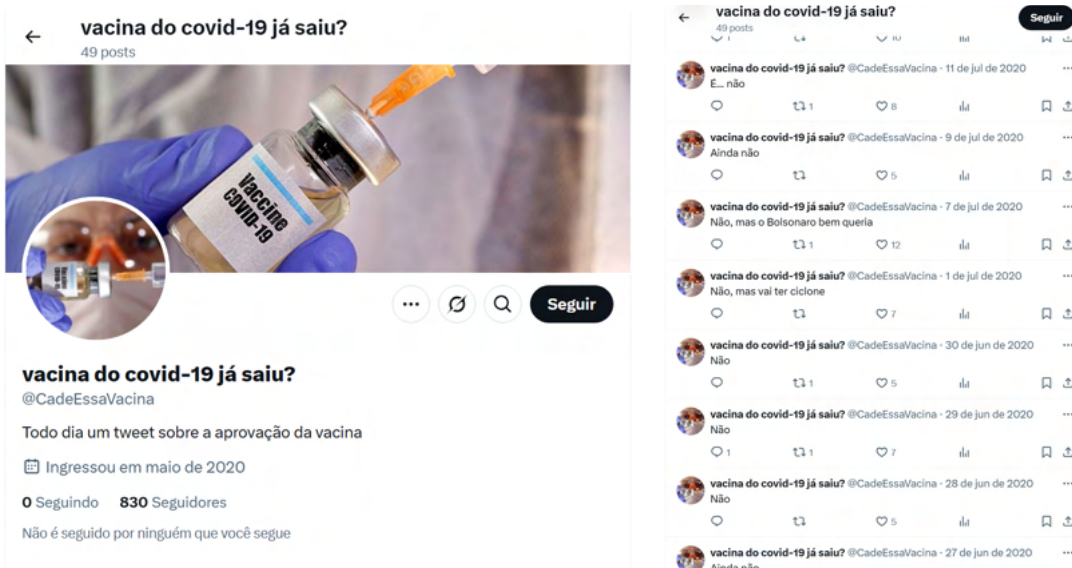 vacina do covid-19 já saiu?
49 posts
VACCINE
COVID-19
Seguir
vacina do covid-19 já saiu?
@CadeEssaVacina
Todo dia um tweet sobre a aprovação da vacina
Ingressou em maio de 2020
0 Seguindo 830 Seguidores
Não é seguido por ninguém que você segue
vacina do covid-19 já saiu?
49 posts
Seguir
1 10
vacina do covid-19 já saiu? @CadeEssaVacina · 11 de jul de 2020
É... não
1 8
vacina do covid-19 já saiu? @CadeEssaVacina · 9 de jul de 2020
Ainda não
5
vacina do covid-19 já saiu? @CadeEssaVacina · 7 de jul de 2020
Não, mas o Bolsonaro bem queria
1 12
vacina do covid-19 já saiu? @CadeEssaVacina · 1 de jul de 2020
Não, mas vai ter ciclone
7
vacina do covid-19 já saiu? @CadeEssaVacina · 30 de jun de 2020
Não
1 5
vacina do covid-19 já saiu? @CadeEssaVacina · 29 de jun de 2020
Não
1 1 7
vacina do covid-19 já saiu? @CadeEssaVacina · 28 de jun de 2020
Não
5
vacina do covid-19 já saiu? @CadeEssaVacina · 27 de jun de 2020
Ainda não